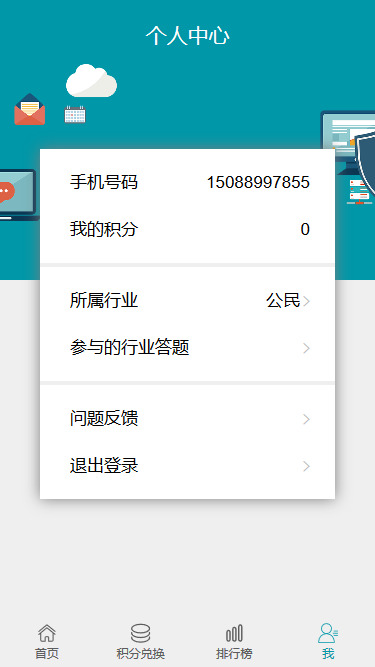 个人中心
手机号码 15088997855
我的积分 0
所属行业 公民
参与的行业答题
问题反馈
退出登录
首页 积分兑换 排行榜 我